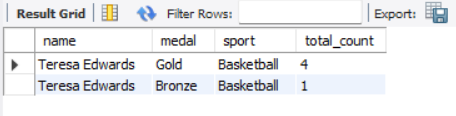 Result Grid Filter Rows: Export:
name medal sport total_count
Teresa Edwards Gold Basketball 4
Teresa Edwards Bronze Basketball 1